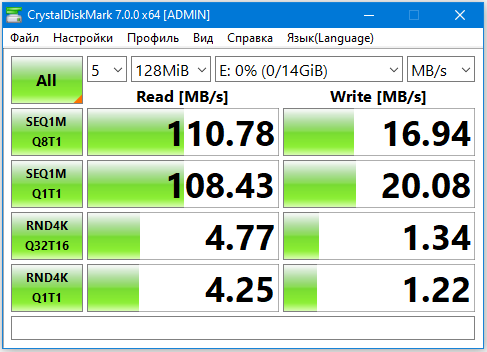 CrystalDiskMark 7.0.0 x64 [ADMIN]
Файл Настройки Профиль Вид Справка Язык(Language)
All 5 128MiB E: 0% (0/14GiB) MB/s
Read [MB/s] Write [MB/s]
SEQ1M
Q8T1
110.78 16.94
SEQ1M
Q1T1
108.43 20.08
RND4K
Q32T16
4.77 1.34
RND4K
Q1T1
4.25 1.22